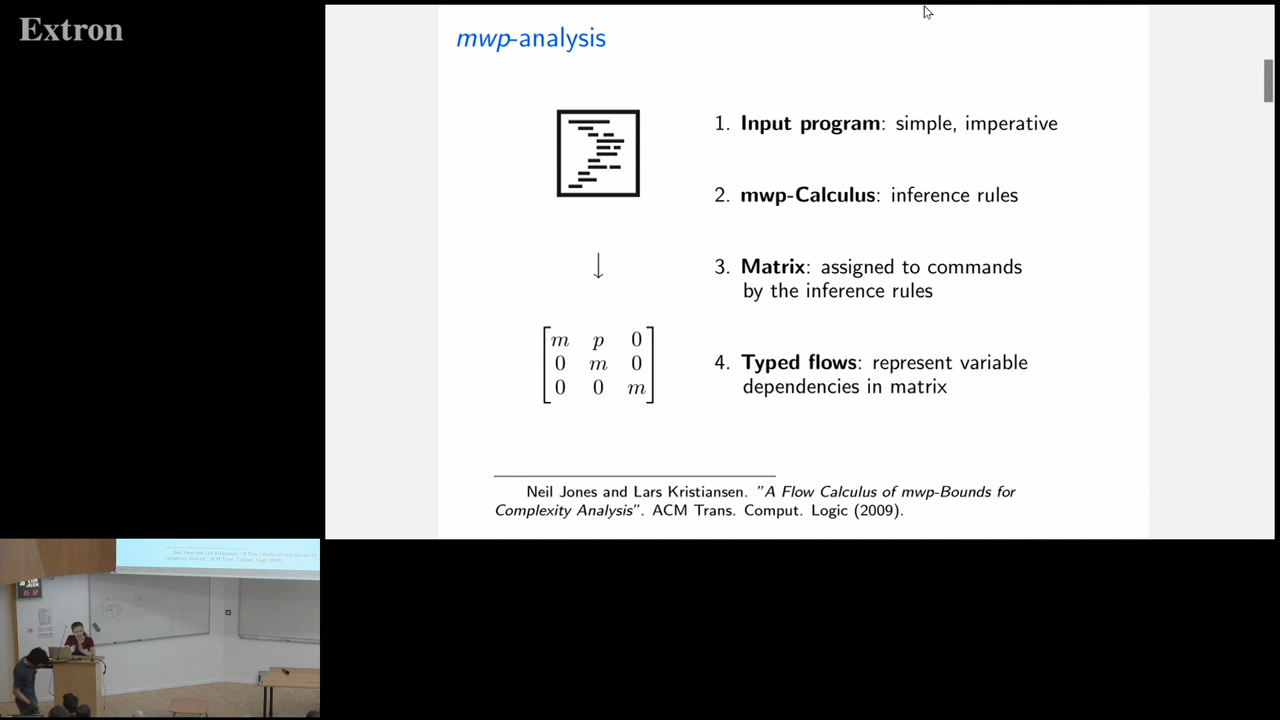 Extron
mwp-analysis
1. Input program: simple, imperative
2. mwp-Calculus: inference rules
3. Matrix: assigned to commands
by the inference rules
4. Typed flows: represent variable
dependencies in matrix
↓
m p 0
0 m 0
0 0 m
Neil Jones and Lars Kristiansen. "A Flow Calculus of mwp-Bounds for
Complexity Analysis". ACM Trans. Comput. Logic (2009).